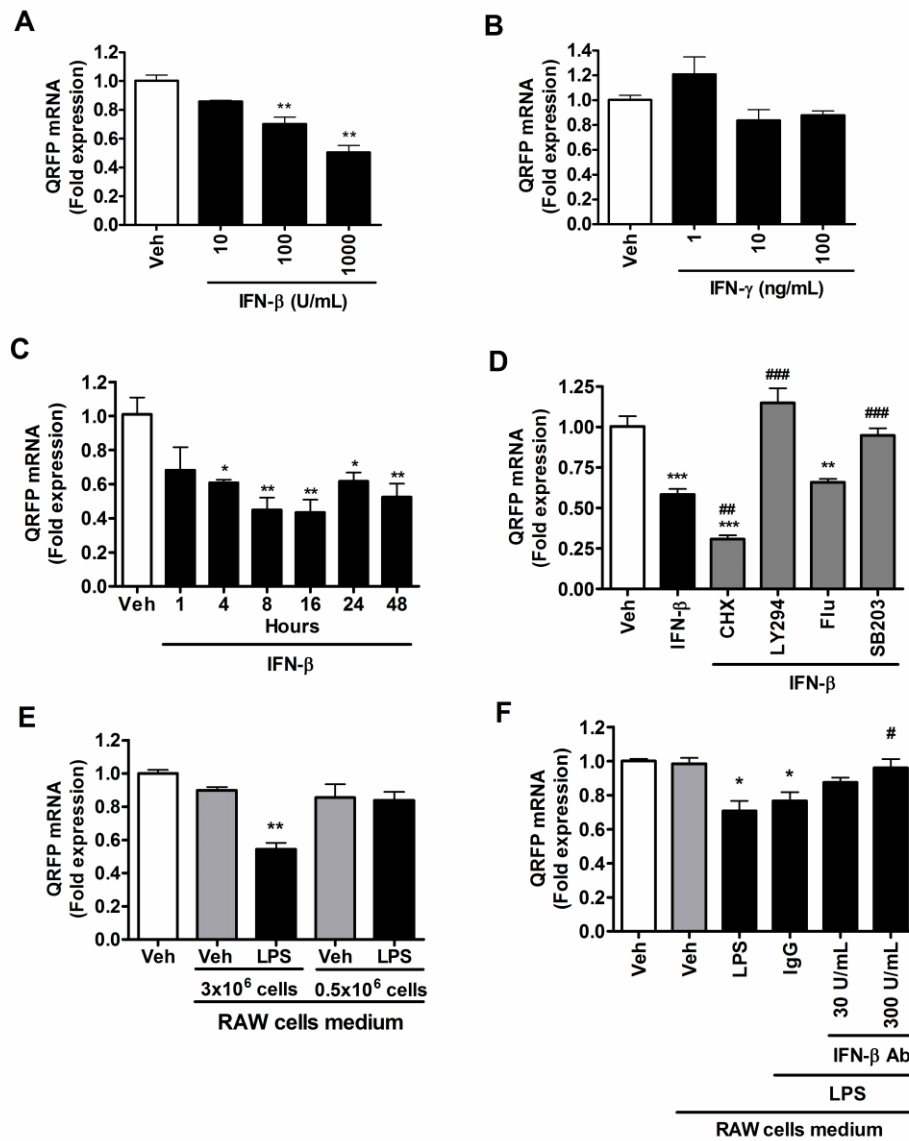 A
QRFP mRNA
(Fold expression)
1.2
1.0
0.8
0.6
0.4
0.2
0.0
**
**
Veh
10
100
1000
IFN-β (U/mL)
B
QRFP mRNA
(Fold expression)
1.4
1.2
1.0
0.8
0.6
0.4
0.2
0.0
Veh
1
10
100
IFN-γ (ng/mL)
C
QRFP mRNA
(Fold expression)
1.2
1.0
0.8
0.6
0.4
0.2
0.0
* ** ** * **
Veh 1 4 8 16 24 48
Hours
IFN-β
D
QRFP mRNA
(Fold expression)
1.25
1.00
0.75
0.50
0.25
0.00
***
##
***
###
**
###
Veh
IFN-β
CHX
LY294
Flu
SB203
IFN-β
E
QRFP mRNA
(Fold expression)
1.2
1.0
0.8
0.6
0.4
0.2
0.0
**
Veh Veh LPS Veh LPS
3x10⁶ cells 0.5x10⁶ cells
RAW cells medium
F
QRFP mRNA
(Fold expression)
1.2
1.0
0.8
0.6
0.4
0.2
0.0
* * #
Veh
Veh
LPS
IgG
30 U/mL
300 U/mL
IFN-β Ab
LPS
RAW cells medium